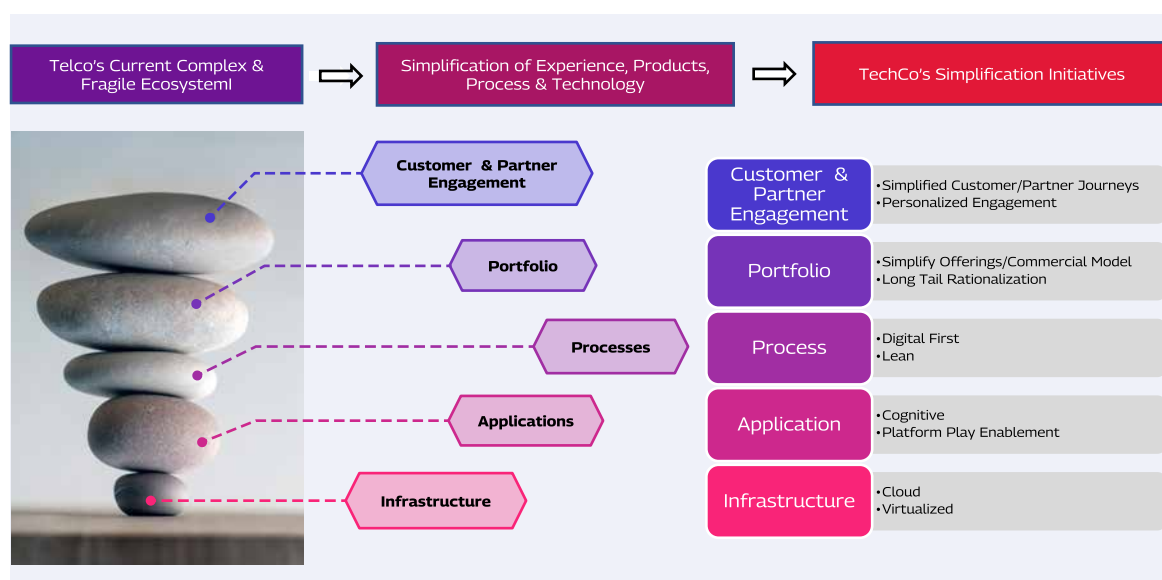 Telco's Current Complex &
Fragile EcosystemI
Simplification of Experience, Products,
Process & Technology
TechCo's Simplification Initiatives
Customer & Partner
Engagement
Portfolio
Processes
Applications
Infrastructure
Customer &
Partner
Engagement
•Simplified Customer/Partner Journeys
•Personalized Engagement
Portfolio
•Simplify Offerings/Commercial Model
•Long Tail Rationalization
Process
•Digital First
•Lean
Application
•Cognitive
•Platform Play Enablement
Infrastructure
•Cloud
•Virtualized